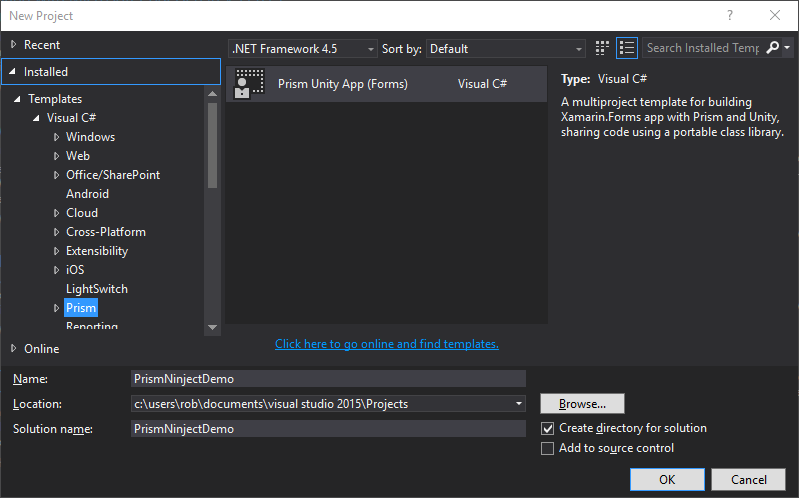 New Project
?
Recent
.NET Framework 4.5
Sort by:
Default
Search Installed Temp
Installed
Templates
Visual C#
Windows
Web
Office/SharePoint
Android
Cloud
Cross-Platform
Extensibility
iOS
LightSwitch
Prism
Reporting
Online
Prism Unity App (Forms)
Visual C#
Type: Visual C#
A multiproject template for building
Xamarin.Forms app with Prism and Unity,
sharing code using a portable class library.
Click here to go online and find templates.
Name:
PrismNinjectDemo
Location:
c:\users\rob\documents\visual studio 2015\Projects
Browse...
Solution name:
PrismNinjectDemo
Create directory for solution
Add to source control
OK
Cancel